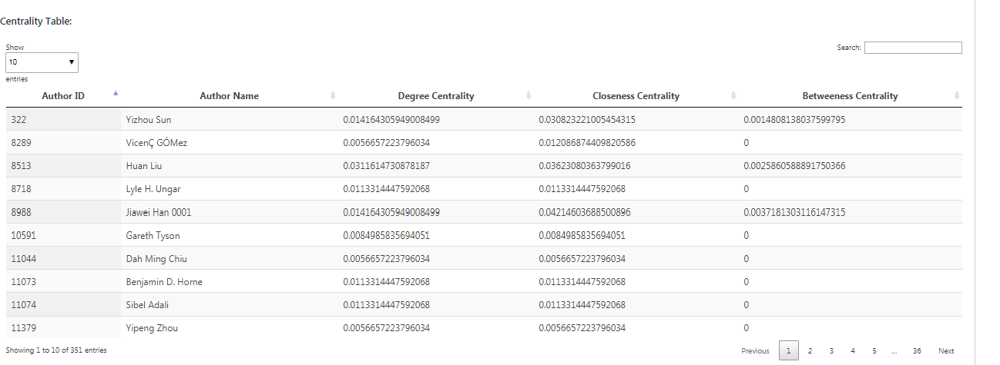 Centrality Table:
Show
Search:
10
entries
Author ID Author Name Degree Centrality Closeness Centrality Betweeness Centrality
322 Yizhou Sun 0.014164305949008499 0.030823221005454315 0.0014808138037599795
8289 VicenÇ GÓMez 0.0056657223796034 0.012086874409820586 0
8513 Huan Liu 0.0311614730878187 0.03623080363799016 0.0025860588891750366
8718 Lyle H. Ungar 0.0113314447592068 0.0113314447592068 0
8988 Jiawei Han 0001 0.014164305949008499 0.04214603688500896 0.0037181303116147315
10591 Gareth Tyson 0.0084985835694051 0.0084985835694051 0
11044 Dah Ming Chiu 0.0056657223796034 0.0056657223796034 0
11073 Benjamin D. Horne 0.0113314447592068 0.0113314447592068 0
11074 Sibel Adali 0.0113314447592068 0.0113314447592068 0
11379 Yipeng Zhou 0.0056657223796034 0.0056657223796034 0
Showing 1 to 10 of 351 entries
Previous 1 2 3 4 5 ... 36 Next